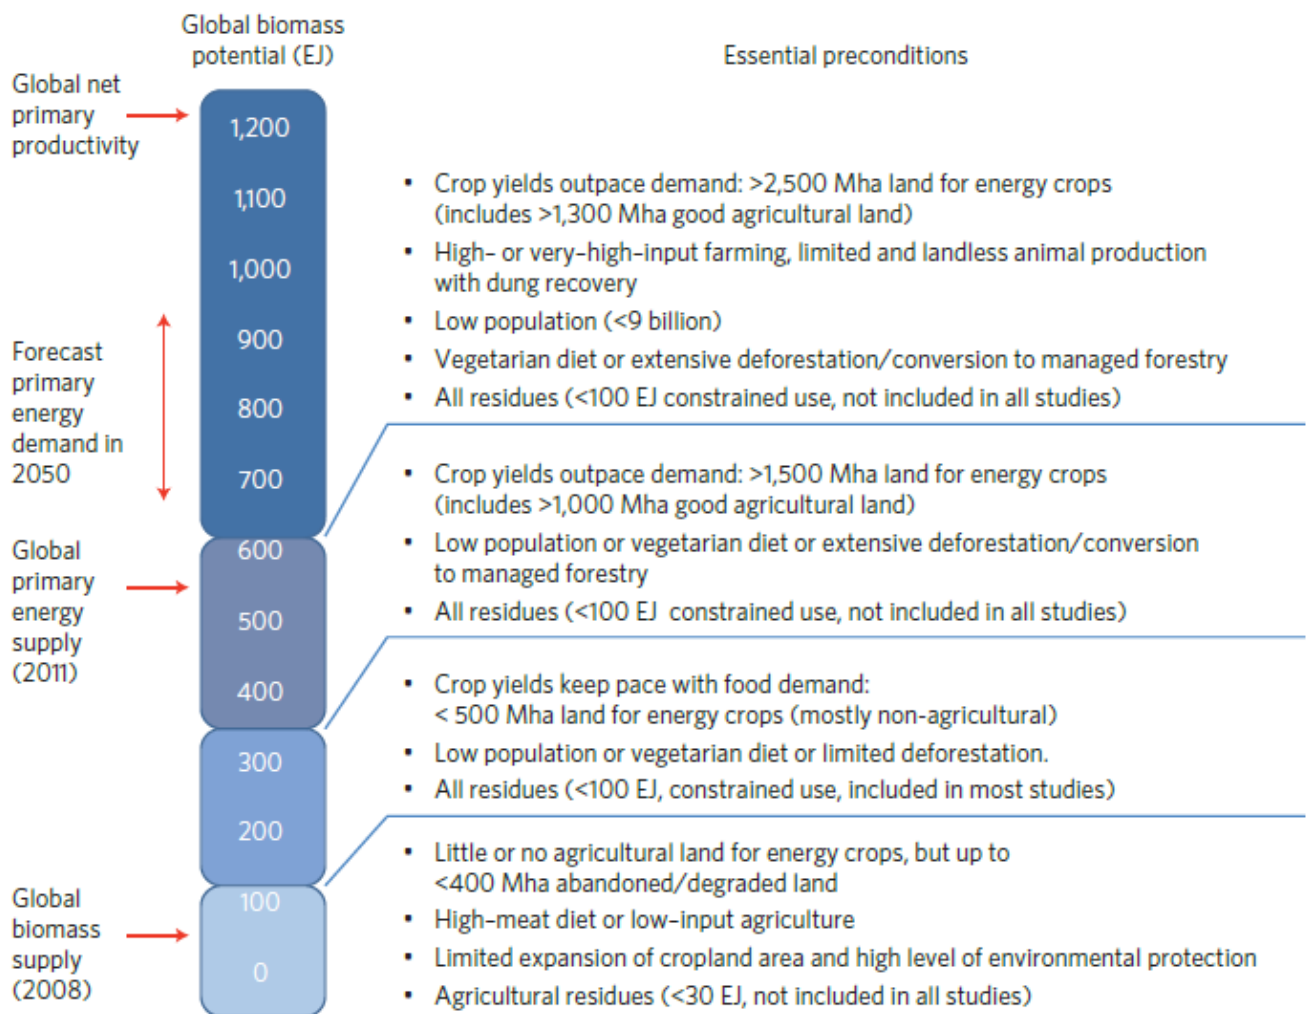 Global biomass
potential (EJ)
Essential preconditions
Global net
primary
productivity
1,200
1,100
1,000
900
800
700
600
500
400
300
200
100
0
Forecast
primary
energy
demand in
2050
Global
primary
energy
supply
(2011)
Global
biomass
supply
(2008)
• Crop yields outpace demand: >2,500 Mha land for energy crops
(includes >1,300 Mha good agricultural land)
• High- or very-high-input farming, limited and landless animal production
with dung recovery
• Low population (<9 billion)
• Vegetarian diet or extensive deforestation/conversion to managed forestry
• All residues (<100 EJ constrained use, not included in all studies)
• Crop yields outpace demand: >1,500 Mha land for energy crops
(includes >1,000 Mha good agricultural land)
• Low population or vegetarian diet or extensive deforestation/conversion
to managed forestry
• All residues (<100 EJ constrained use, not included in all studies)
• Crop yields keep pace with food demand:
< 500 Mha land for energy crops (mostly non-agricultural)
• Low population or vegetarian diet or limited deforestation.
• All residues (<100 EJ, constrained use, included in most studies)
• Little or no agricultural land for energy crops, but up to
<400 Mha abandoned/degraded land
• High-meat diet or low-input agriculture
• Limited expansion of cropland area and high level of environmental protection
• Agricultural residues (<30 EJ, not included in all studies)